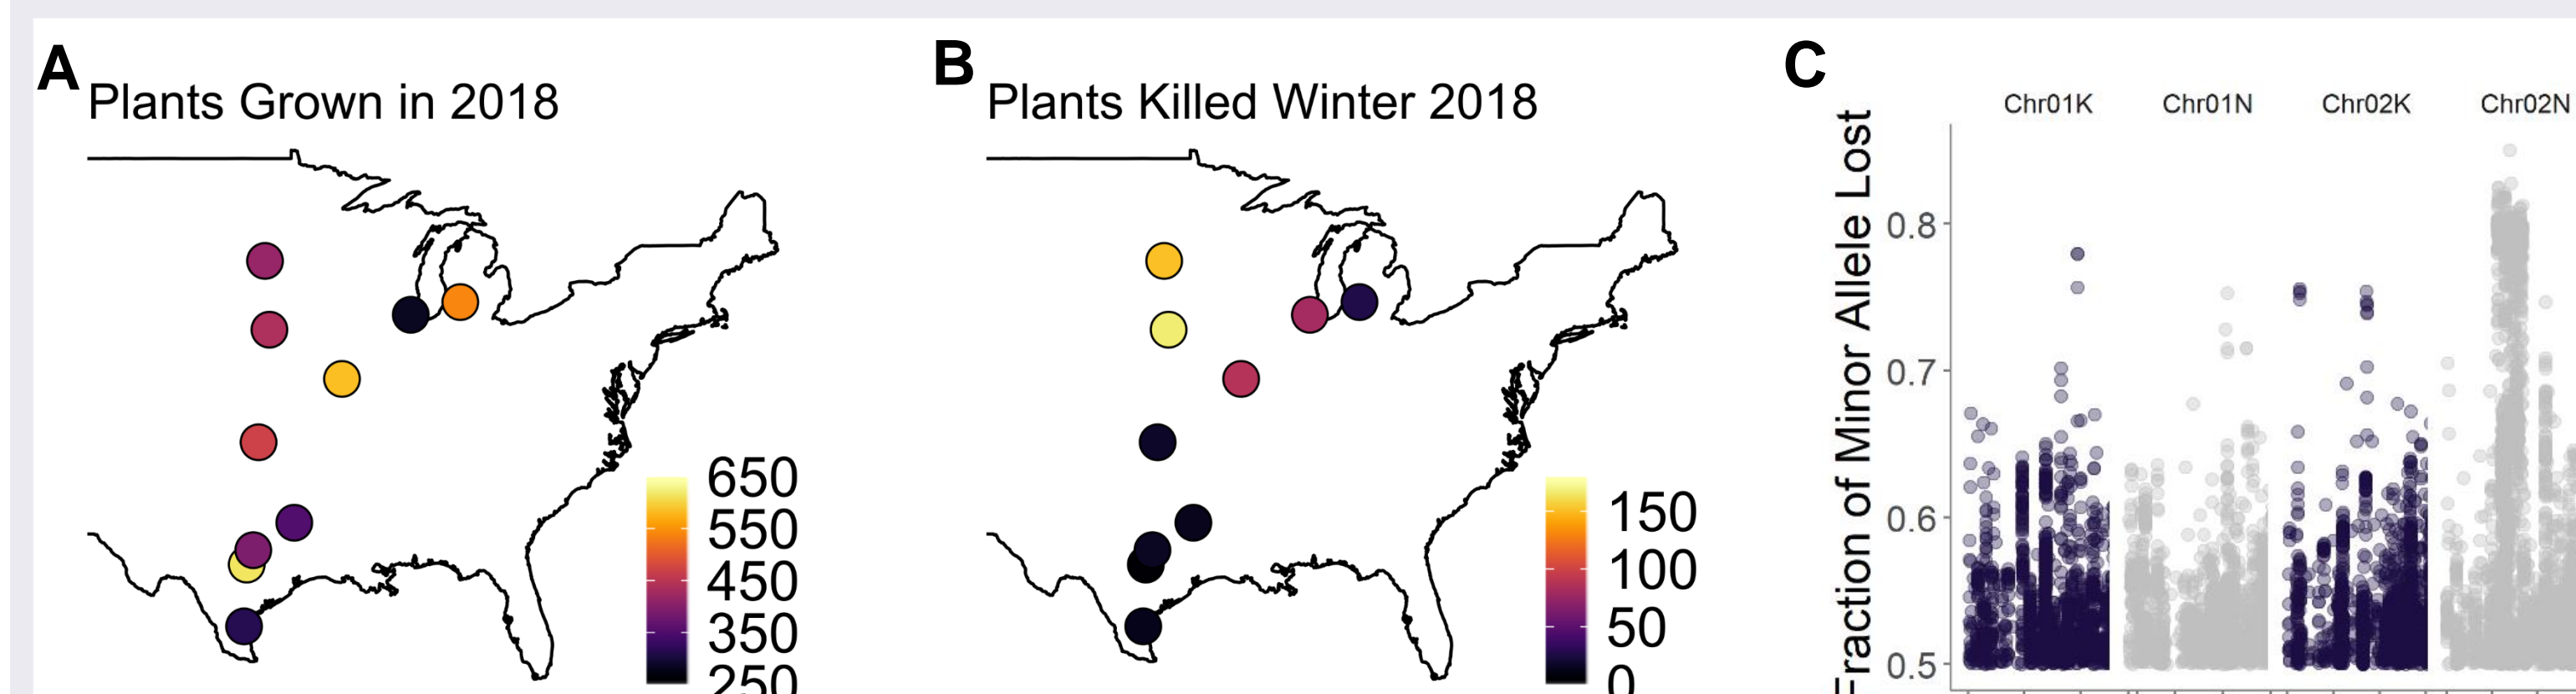 A
Plants Grown in 2018
650
550
450
350
250
B
Plants Killed Winter 2018
150
100
50
0
C
Chr01K Chr01N Chr02K Chr02N
Fraction of Minor Allele Lost
0.8
0.7
0.6
0.5